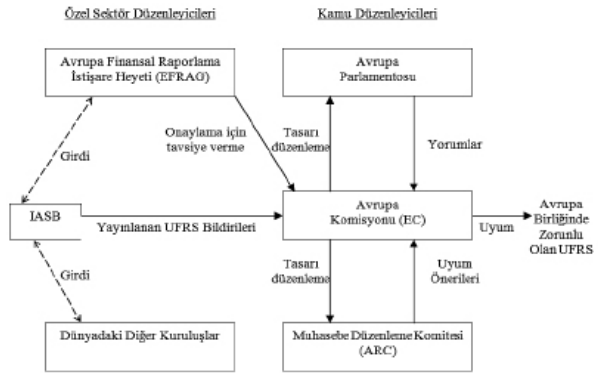 Özel Sektör Düzenleyicileri
Kamu Düzenleyicileri
Avrupa Finansal Raporlama
İstişare Heyeti (EFRAG)
Avrupa
Parlamentosu
Onaylama için
tavsiye verme
Tasarı
düzenleme
Yorumlar
Girdi
IASB
Yayınlanan UFRS Bildirileri
Avrupa
Komisyonu (EC)
Uyum
Avrupa
Birliğinde
Zorunlu
Olan UFRS
Girdi
Tasarı
düzenleme
Uyum
Önerileri
Dünyadaki Diğer Kuruluşlar
Muhasebe Düzenleme Komitesi
(ARC)